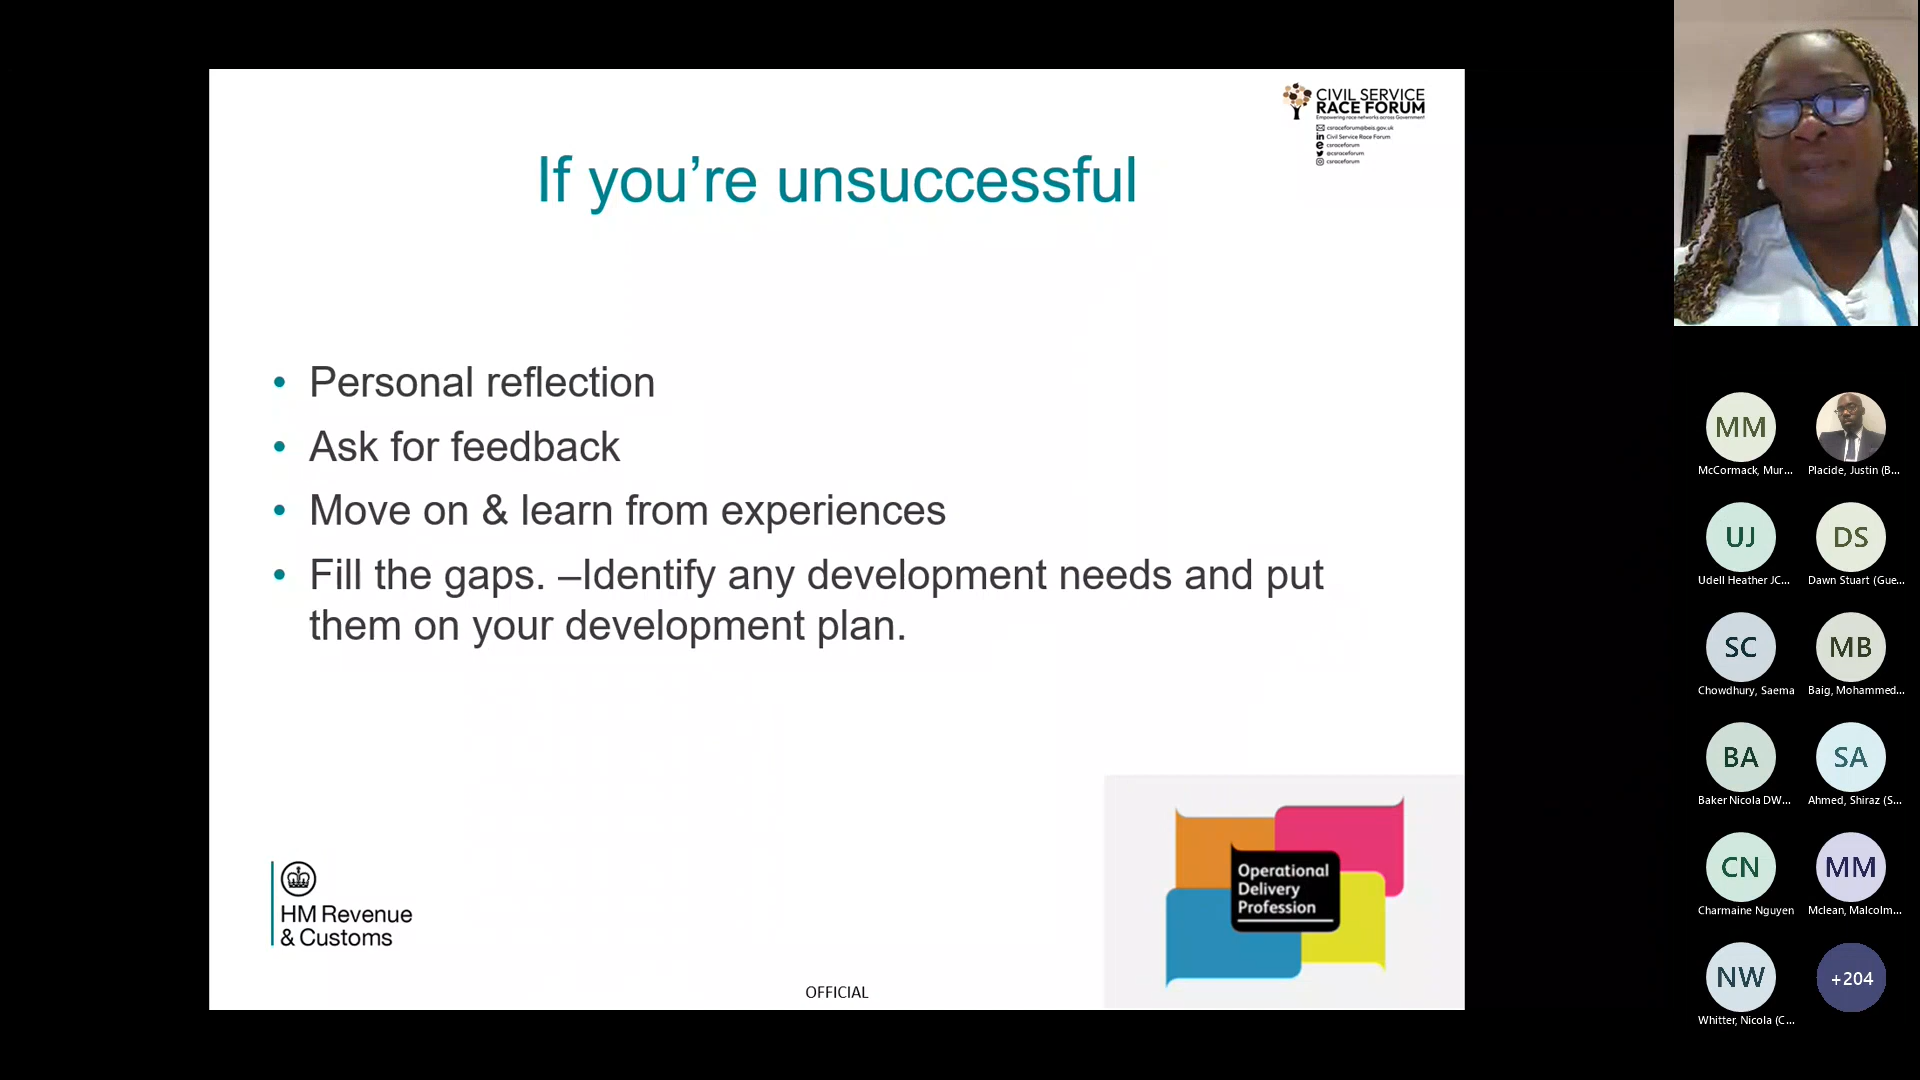 CIVIL SERVICE
RACE FORUM
Empowering race networks across Government
csraceforum@beis.gov.uk
Civil Service Race Forum
csraceforum
@csraceforum
csraceforum
If you’re unsuccessful
• Personal reflection
• Ask for feedback
• Move on & learn from experiences
• Fill the gaps. –Identify any development needs and put
them on your development plan.
HM Revenue
& Customs
Operational
Delivery
Profession
OFFICIAL
MM
McCormack, Mur...
Placide, Justin (B...
UJ
DS
Udell Heather JC...
Dawn Stuart (Gue...
SC
MB
Chowdhury, Saema
Baig, Mohammed...
BA
SA
Baker Nicola DW...
Ahmed, Shiraz (S...
CN
MM
Charmaine Nguyen
Mclean, Malcolm...
NW
+204
Whitter, Nicola (C...